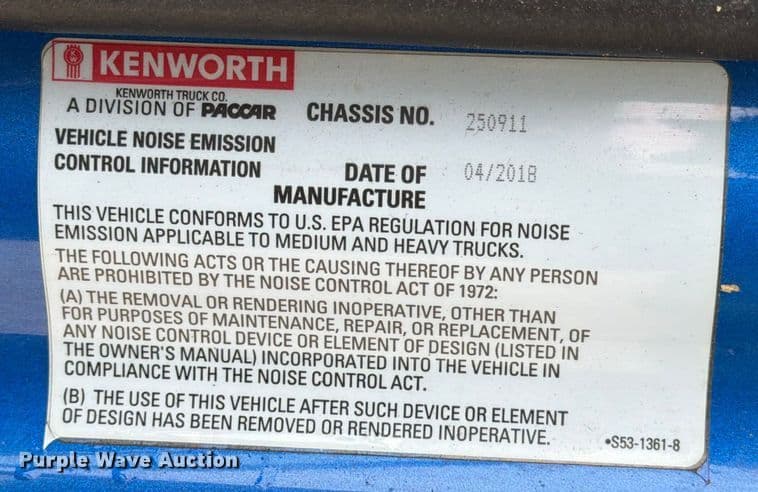 KENWORTH
KENWORTH TRUCK CO.
A DIVISION OF PACCAR
CHASSIS NO. 250911
VEHICLE NOISE EMISSION
CONTROL INFORMATION
DATE OF 04/2018
MANUFACTURE
THIS VEHICLE CONFORMS TO U.S. EPA REGULATION FOR NOISE
EMISSION APPLICABLE TO MEDIUM AND HEAVY TRUCKS.
THE FOLLOWING ACTS OR THE CAUSING THEREOF BY ANY PERSON
ARE PROHIBITED BY THE NOISE CONTROL ACT OF 1972:
(A) THE REMOVAL OR RENDERING INOPERATIVE, OTHER THAN
FOR PURPOSES OF MAINTENANCE, REPAIR, OR REPLACEMENT, OF
ANY NOISE CONTROL DEVICE OR ELEMENT OF DESIGN (LISTED IN
THE OWNER'S MANUAL) INCORPORATED INTO THE VEHICLE IN
COMPLIANCE WITH THE NOISE CONTROL ACT.
(B) THE USE OF THIS VEHICLE AFTER SUCH DEVICE OR ELEMENT
OF DESIGN HAS BEEN REMOVED OR RENDERED INOPERATIVE.
•S53-1361-8
Purple Wave Auction